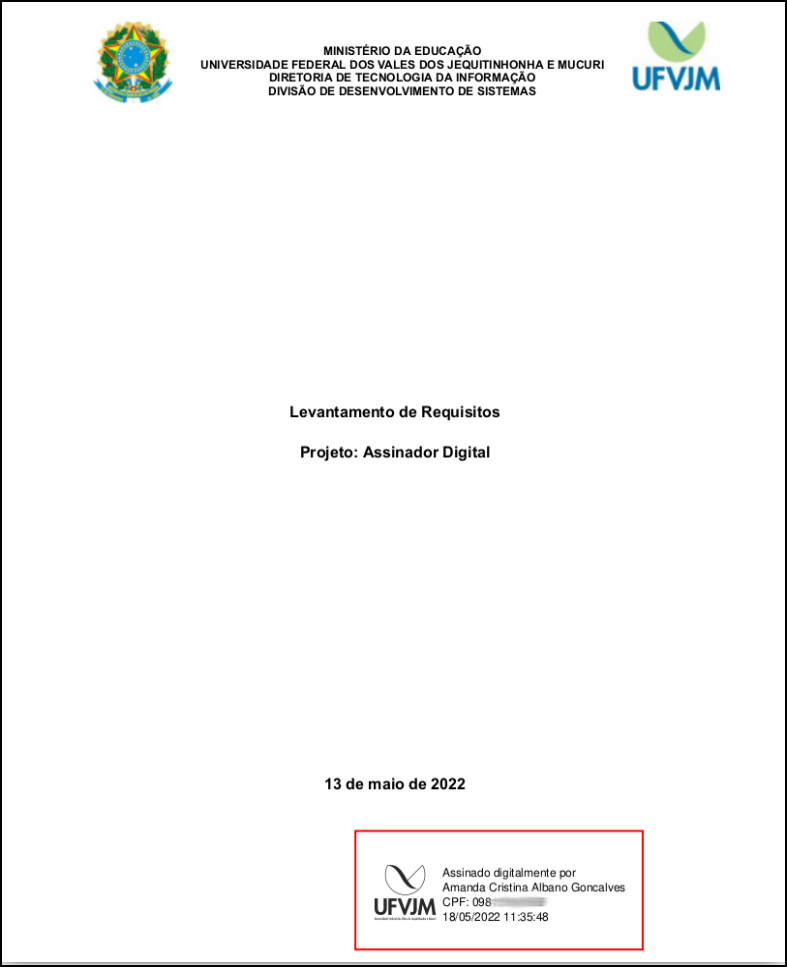 MINISTÉRIO DA EDUCAÇÃO
UNIVERSIDADE FEDERAL DOS VALES DOS JEQUITINHONHA E MUCURI
DIRETORIA DE TECNOLOGIA DA INFORMAÇÃO
DIVISÃO DE DESENVOLVIMENTO DE SISTEMAS
UFVJM
Levantamento de Requisitos
Projeto: Assinador Digital
13 de maio de 2022
UFVJM
Assinado digitalmente por
Amanda Cristina Albano Goncalves
CPF: 098
18/05/2022 11:35:48